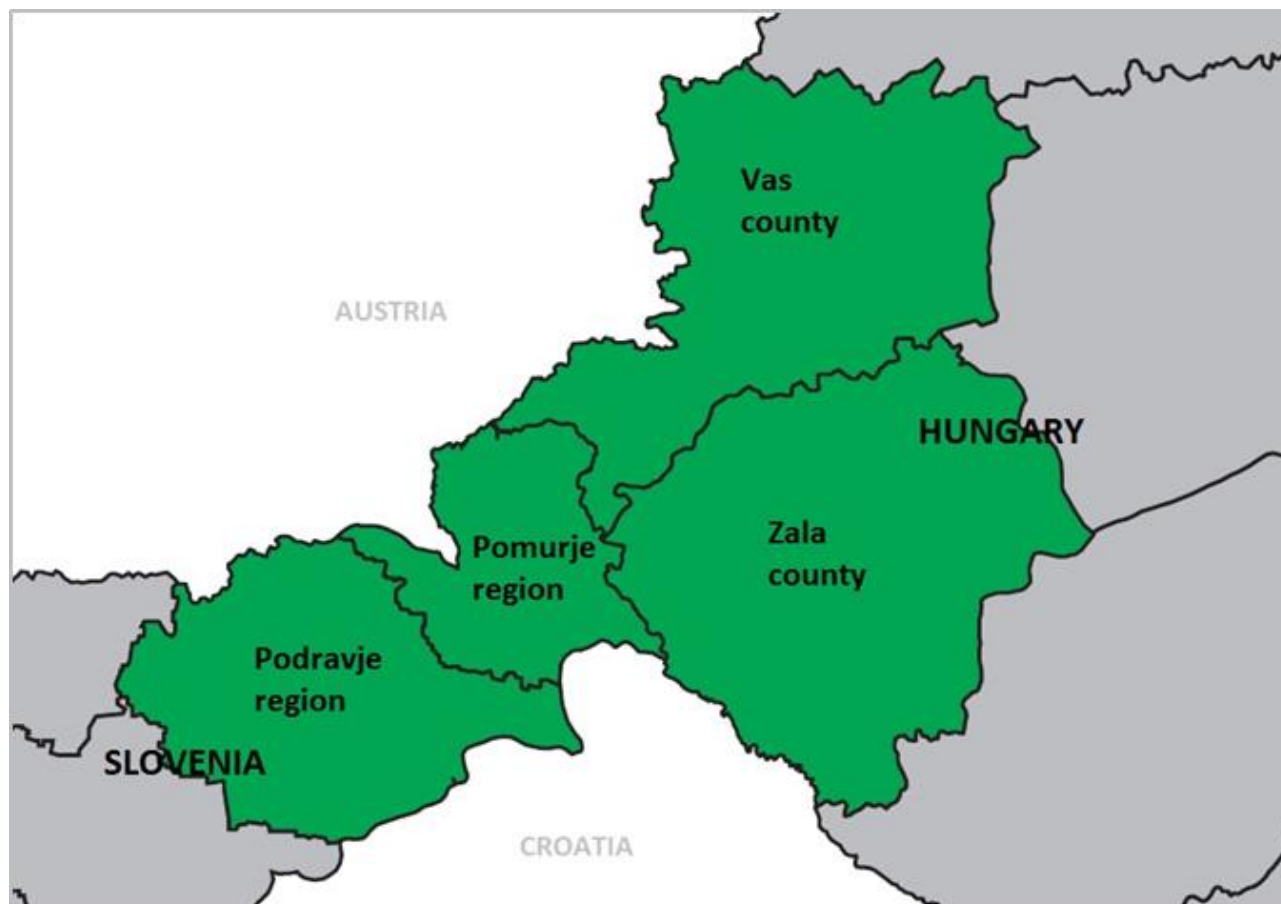 Vas
county
AUSTRIA
HUNGARY
Zala
county
Pomurje
region
Podravje
region
SLOVENIA
CROATIA